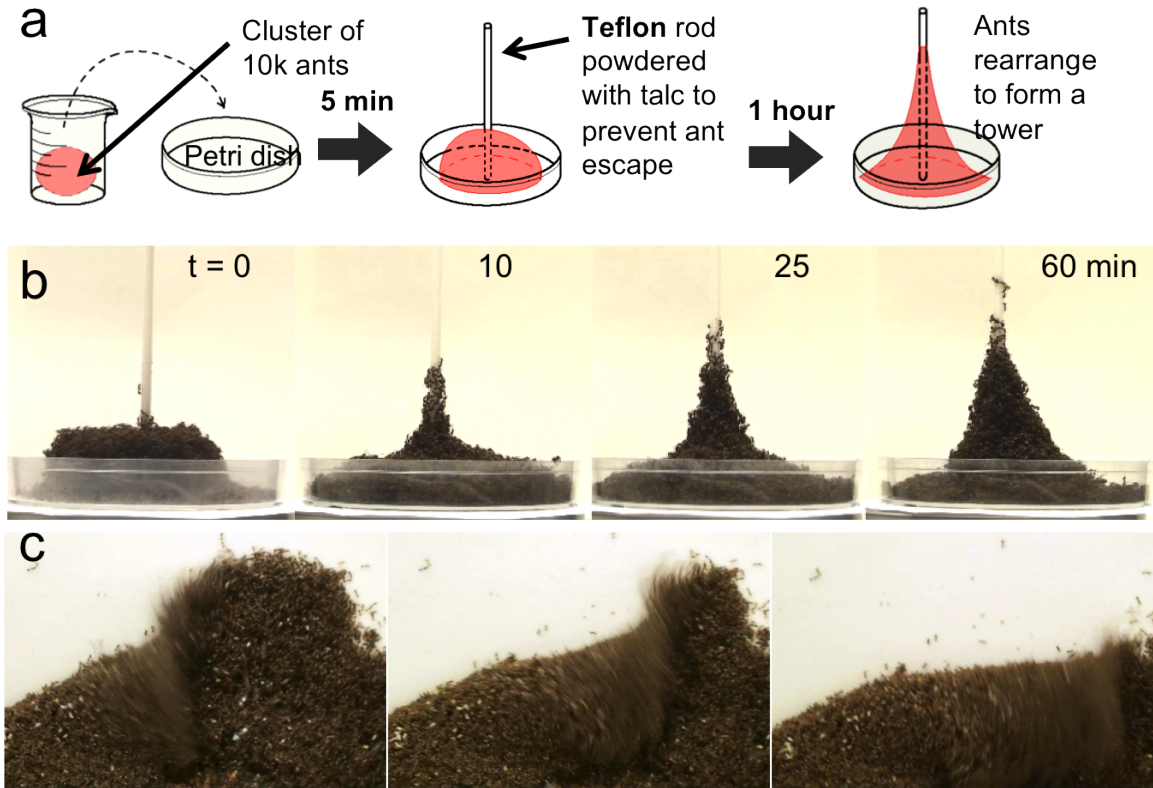 a
Cluster of
10k ants
Petri dish
5 min
Teflon rod
powdered
with talc to
prevent ant
escape
1 hour
Ants
rearrange
to form a
tower
b
t = 0
10
25
60 min
c